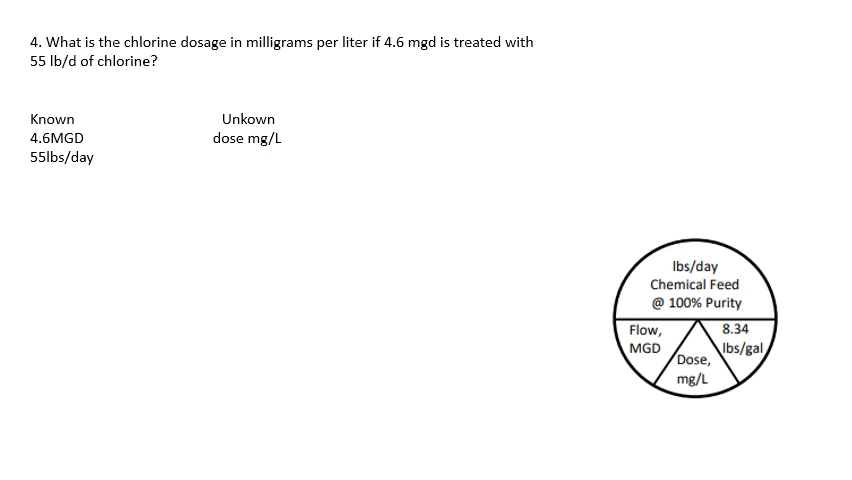 4. What is the chlorine dosage in milligrams per liter if 4.6 mgd is treated with
55 lb/d of chlorine?
Known
Unkown
4.6MGD
dose mg/L
55lbs/day
lbs/day
Chemical Feed
@ 100% Purity
Flow,
MGD
Dose,
mg/L
8.34
lbs/gal